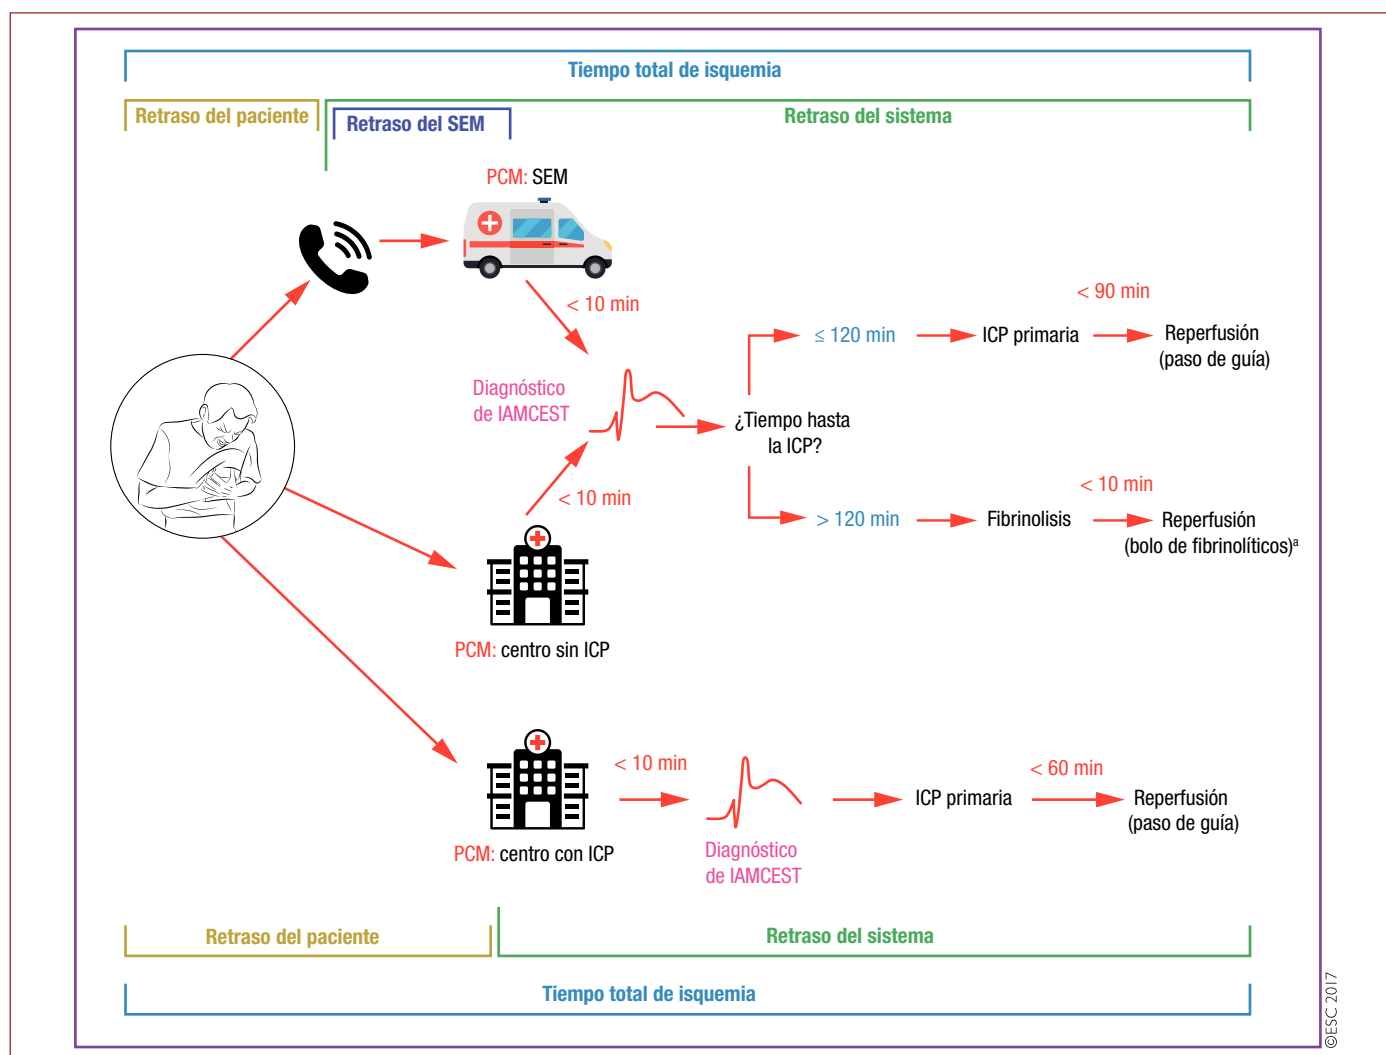 Tiempo total de isquemia
Retraso del paciente
Retraso del SEM
Retraso del sistema
PCM: SEM
< 10 min
Diagnóstico
de IAMCEST
< 10 min
¿Tiempo hasta
la ICP?
≤ 120 min
ICP primaria
< 90 min
Reperfusión
(paso de guía)
> 120 min
Fibrinolisis
< 10 min
Reperfusión
(bolo de fibrinolíticos)ª
PCM: centro sin ICP
PCM: centro con ICP
< 10 min
Diagnóstico
de IAMCEST
ICP primaria
< 60 min
Reperfusión
(paso de guía)
Retraso del paciente
Retraso del sistema
Tiempo total de isquemia
©ESC 2017